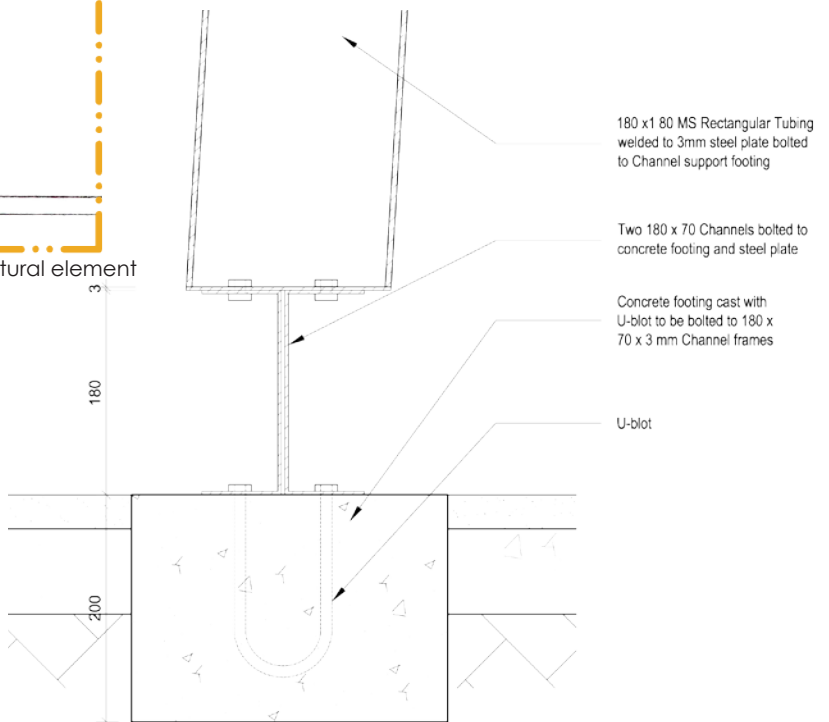 180 x1 80 MS Rectangular Tubing
welded to 3mm steel plate bolted
to Channel support footing
Two 180 x 70 Channels bolted to
concrete footing and steel plate
tural element
3
Concrete footing cast with
U-blot to be bolted to 180 x
70 x 3 mm Channel frames
180
U-blot
200